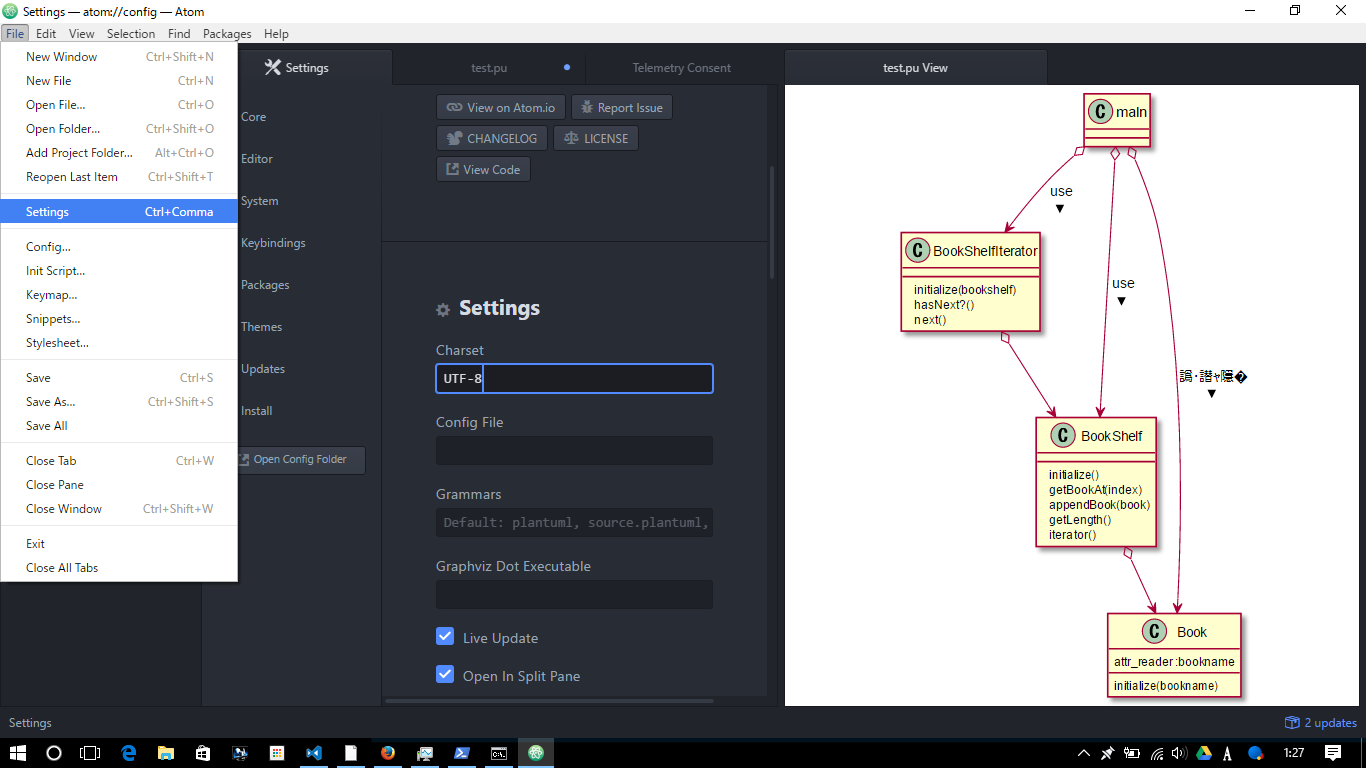 Settings — atom://config — Atom
File Edit View Selection Find Packages Help
New Window Ctrl+Shift+N
New File Ctrl+N
Open File... Ctrl+O
Open Folder... Ctrl+Shift+O
Add Project Folder... Alt+Ctrl+O
Reopen Last Item Ctrl+Shift+T
Settings Ctrl+Comma
Config...
Init Script...
Keymap...
Snippets...
Stylesheet...
Save Ctrl+S
Save As... Ctrl+Shift+S
Save All
Close Tab Ctrl+W
Close Pane
Close Window Ctrl+Shift+W
Exit
Close All Tabs
Settings
test.pu
Telemetry Consent
test.pu View
Core
Editor
System
Keybindings
Packages
Themes
Updates
Install
Open Config Folder
View on Atom.io
Report Issue
CHANGELOG
LICENSE
View Code
Settings
Charset
UTF-8
Config File
Grammars
Default: plantuml, source.plantuml,
Graphviz Dot Executable
Live Update
Open In Split Pane
C main
use
C BookShelfIterator
initialize(bookshelf)
hasNext?()
next()
use
C BookShelf
initialize()
getBookAt(index)
appendBook(book)
getLength()
iterator()
C Book
attr_reader :bookname
initialize(bookname)
Settings
2 updates
A
1:27